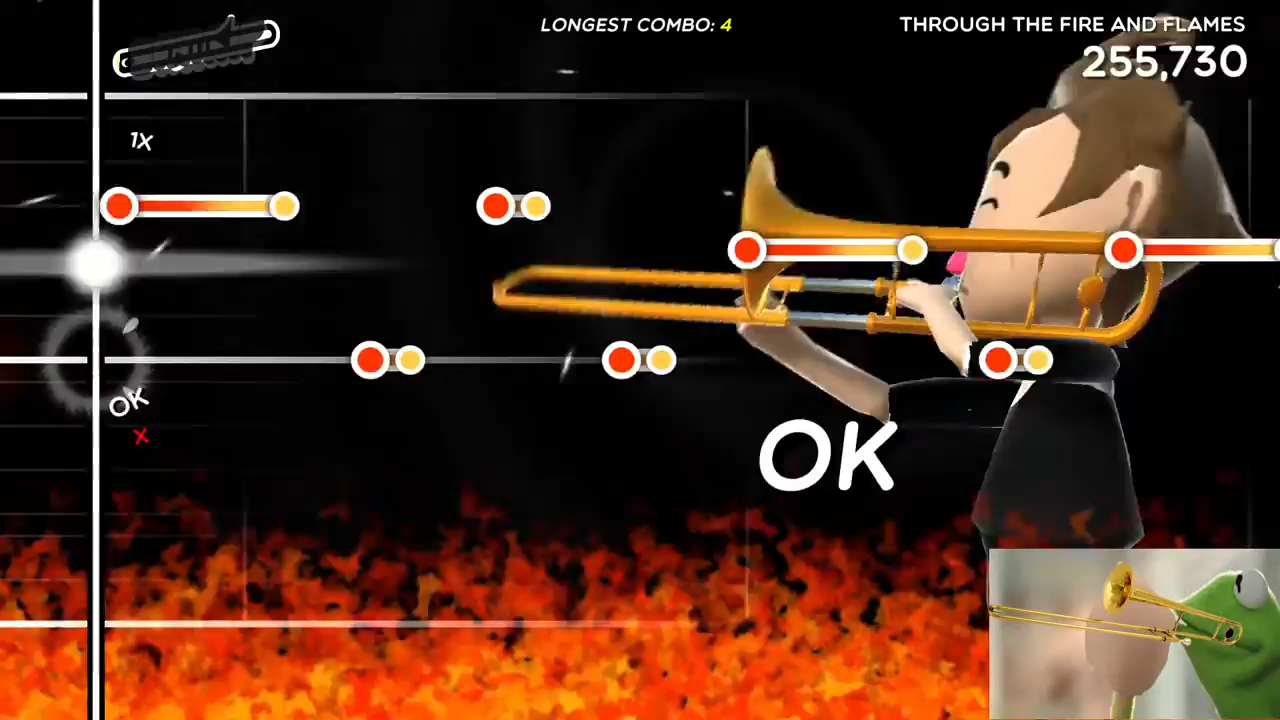 LONGEST COMBO: 4
THROUGH THE FIRE AND FLAMES
255,730
1X
OK
x
OK